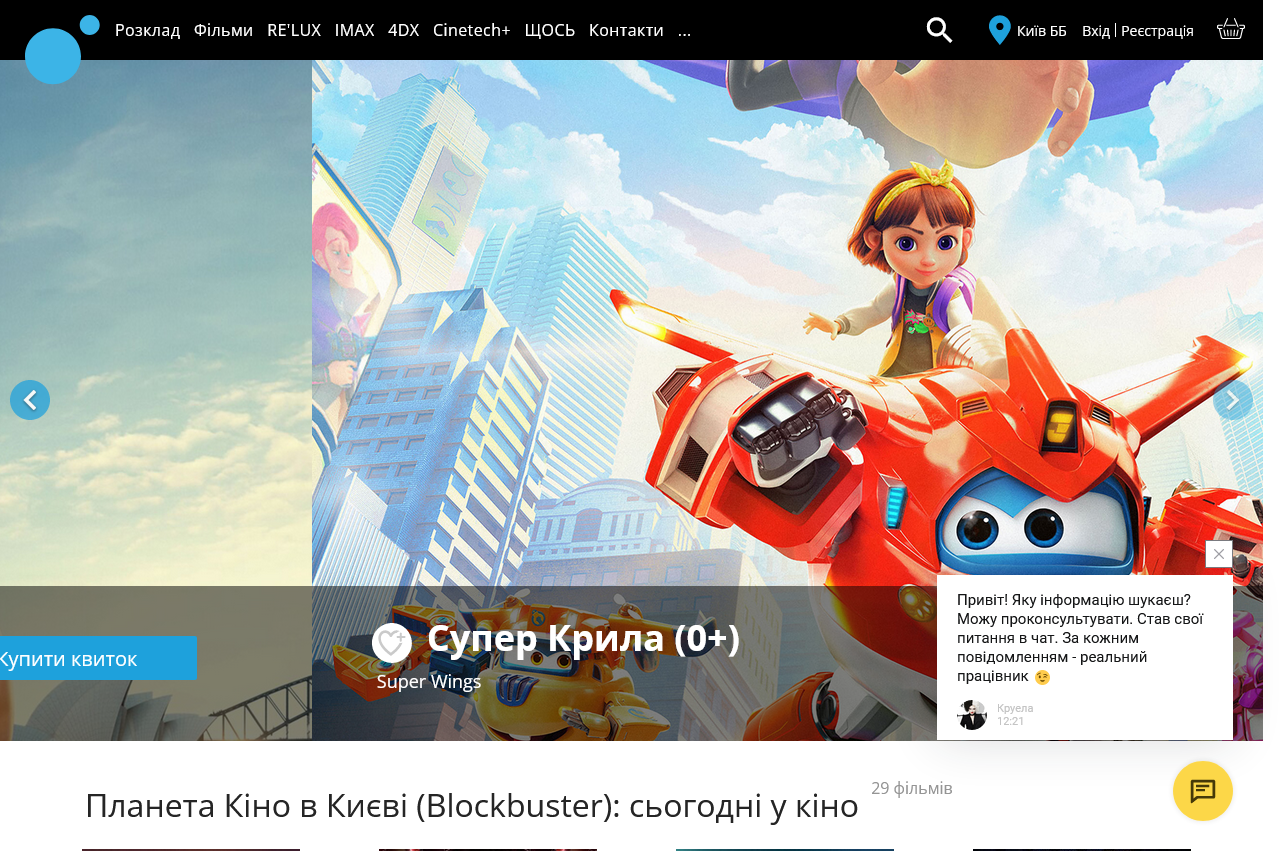 Розклад Фільми RE'LUX IMAX 4DX Cinetech+ ЩОСЬ Контакти ... Київ ББ Вхід | Реєстрація
Купити квиток
Супер Крила (0+)
Super Wings
Привіт! Яку інформацію шукаєш?
Можу проконсультувати. Став свої
питання в чат. За кожним
повідомленням - реальний
працівник 😉
Круела
12:21
Планета Кіно в Києві (Blockbuster): сьогодні у кіно 29 фільмів